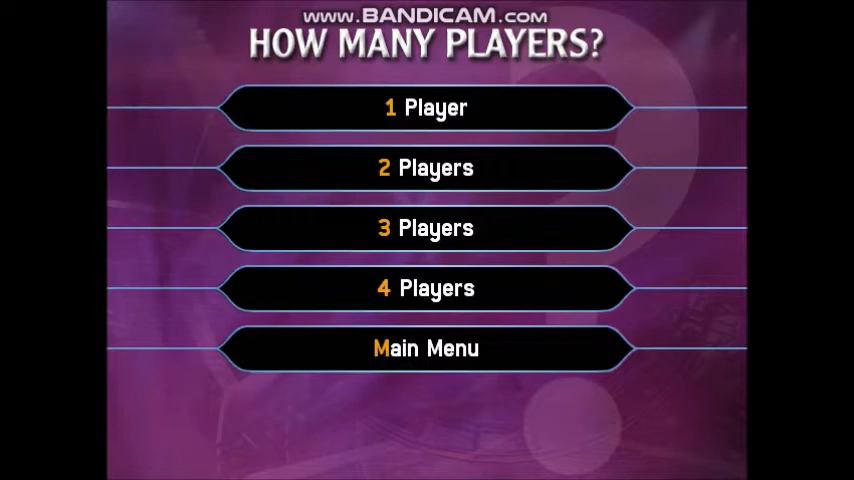 www.BANDICAM.com
HOW MANY PLAYERS?
1 Player
2 Players
3 Players
4 Players
Main Menu